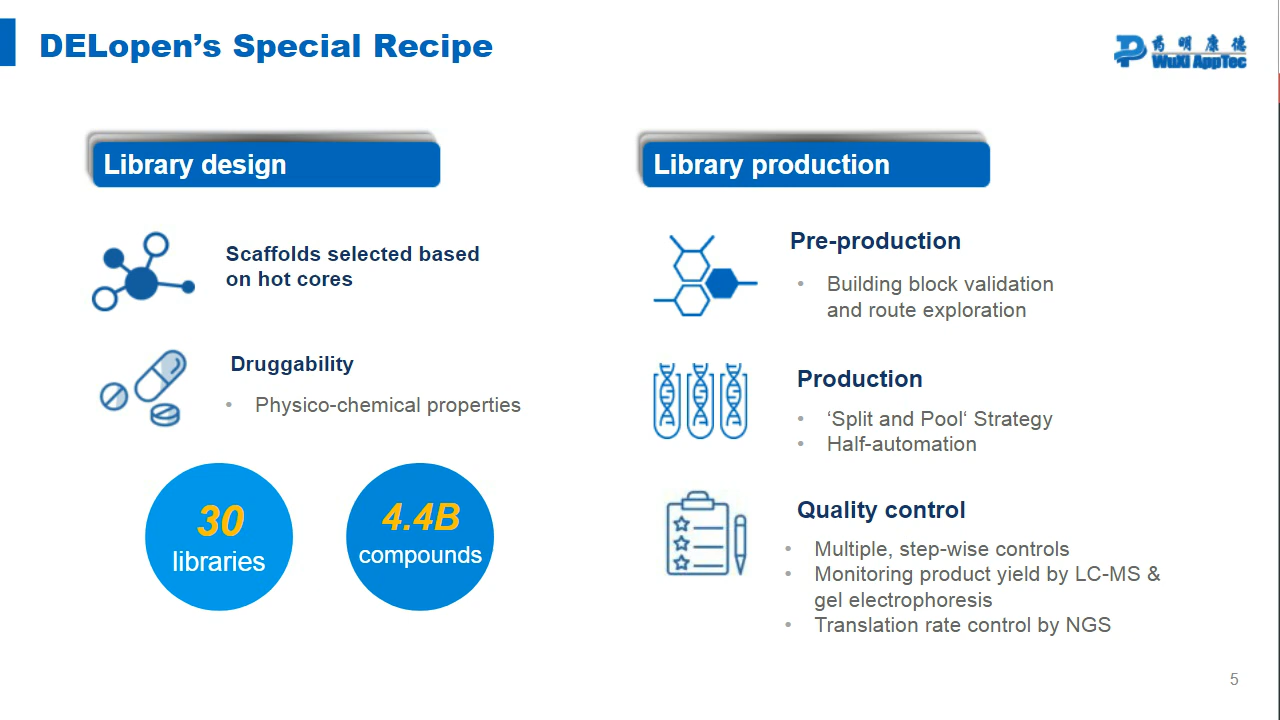 DELopen’s Special Recipe
药明康德
WuXi AppTec
Library design
Scaffolds selected based
on hot cores
Druggability
• Physico-chemical properties
30
libraries
4.4B
compounds
Library production
Pre-production
• Building block validation
and route exploration
Production
• ‘Split and Pool‘ Strategy
• Half-automation
Quality control
• Multiple, step-wise controls
• Monitoring product yield by LC-MS &
gel electrophoresis
• Translation rate control by NGS
5